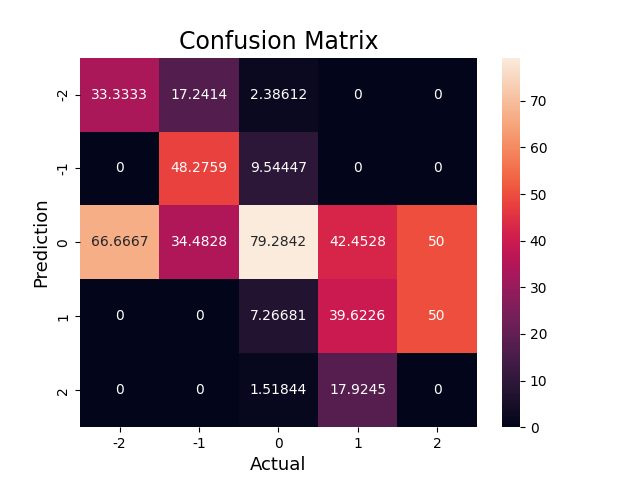 Confusion Matrix
-2 33.3333 17.2414 2.38612 0 0
-1 0 48.2759 9.54447 0 0
0 66.6667 34.4828 79.2842 42.4528 50
1 0 0 7.26681 39.6226 50
2 0 0 1.51844 17.9245 0
-2 -1 0 1 2
Actual
Prediction
70
60
50
40
30
20
10
0